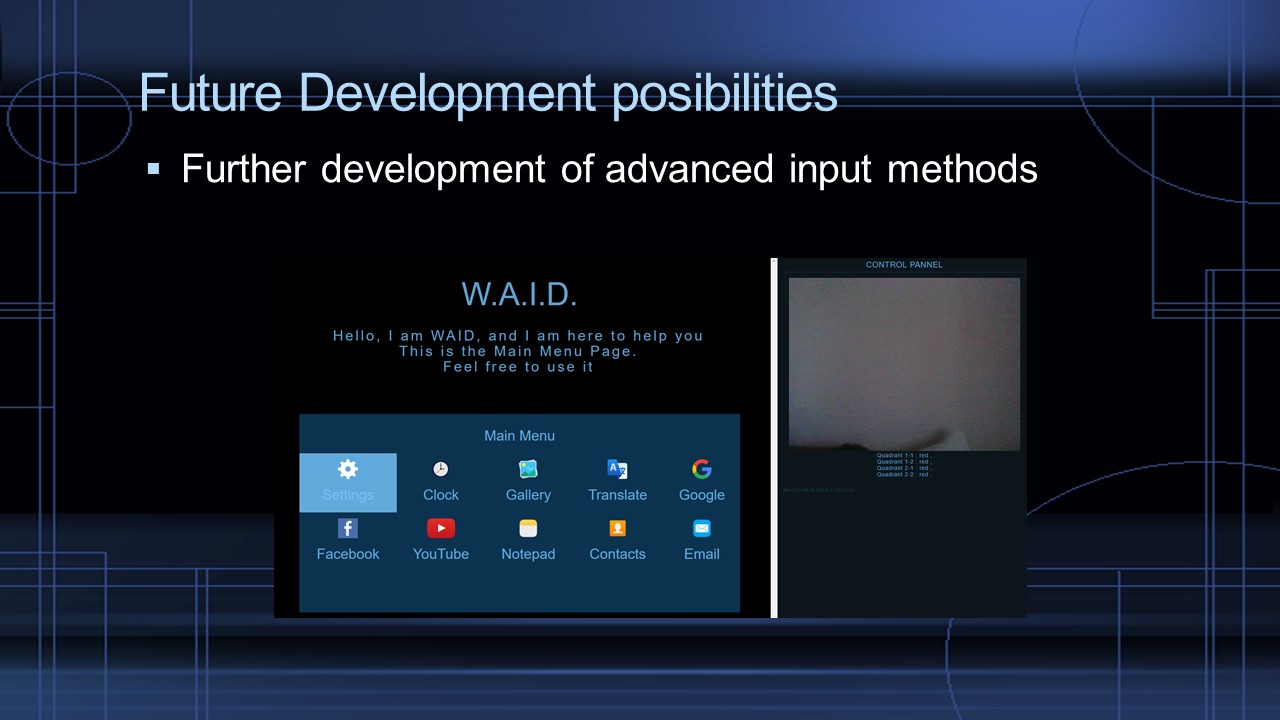 Future Development posibilities
Further development of advanced input methods
W.A.I.D.
Hello, I am WAID, and I am here to help you
This is the Main Menu Page.
Feel free to use it
Main Menu
Settings Clock Gallery Translate Google
Facebook YouTube Notepad Contacts Email
CONTROL PANNEL
Quadrant 1-1 : red ,
Quadrant 1-2 : red ,
Quadrant 2-1 : red ,
Quadrant 2-2 : red ,